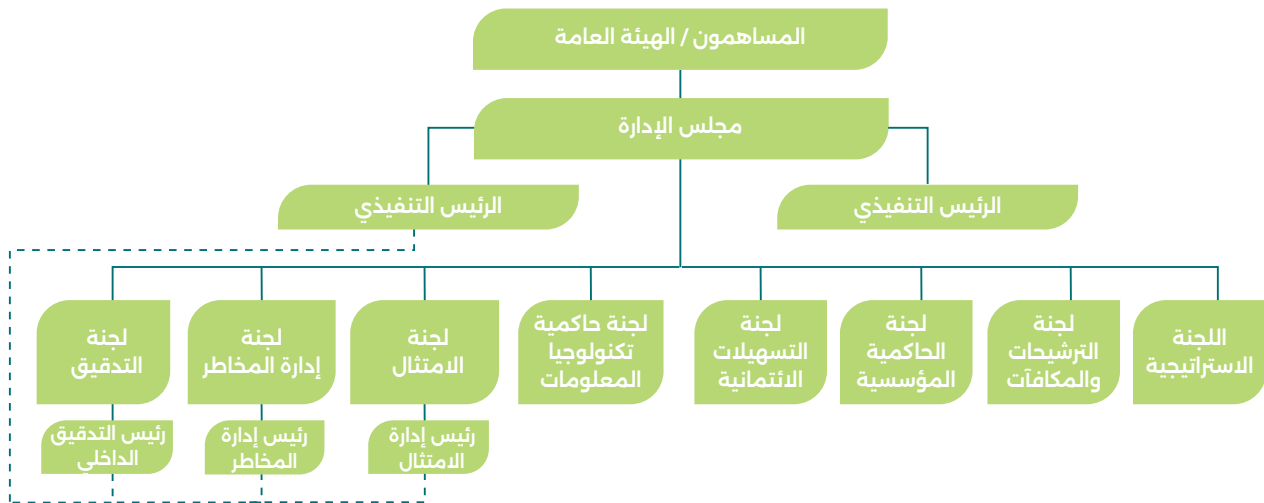 المساهمون / الهيئة العامة
مجلس الإدارة
الرئيس التنفيذي
الرئيس التنفيذي
اللجنة
الاستراتيجية
لجنة
الترشيحات
والمكافآت
لجنة
الحاكمية
المؤسسية
لجنة
التسهيلات
الائتمانية
لجنة حاكمية
تكنولوجيا
المعلومات
لجنة
الامتثال
لجنة
إدارة المخاطر
لجنة
التدقيق
رئيس إدارة
الامتثال
رئيس إدارة
المخاطر
رئيس التدقيق
الداخلي